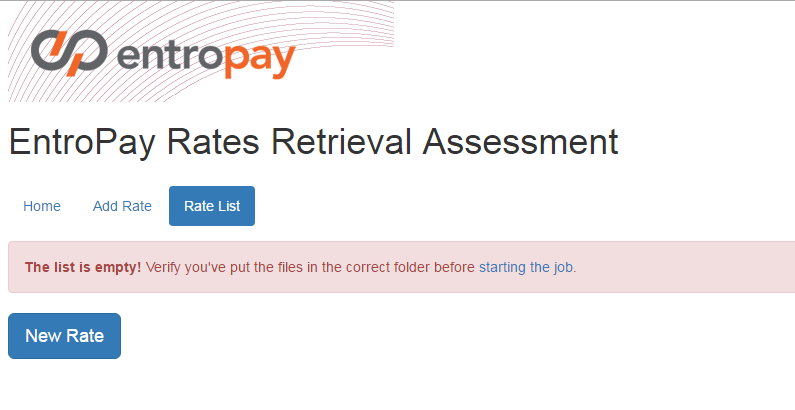 entropay
EntroPay Rates Retrieval Assessment
Home Add Rate Rate List
The list is empty! Verify you've put the files in the correct folder before starting the job.
New Rate